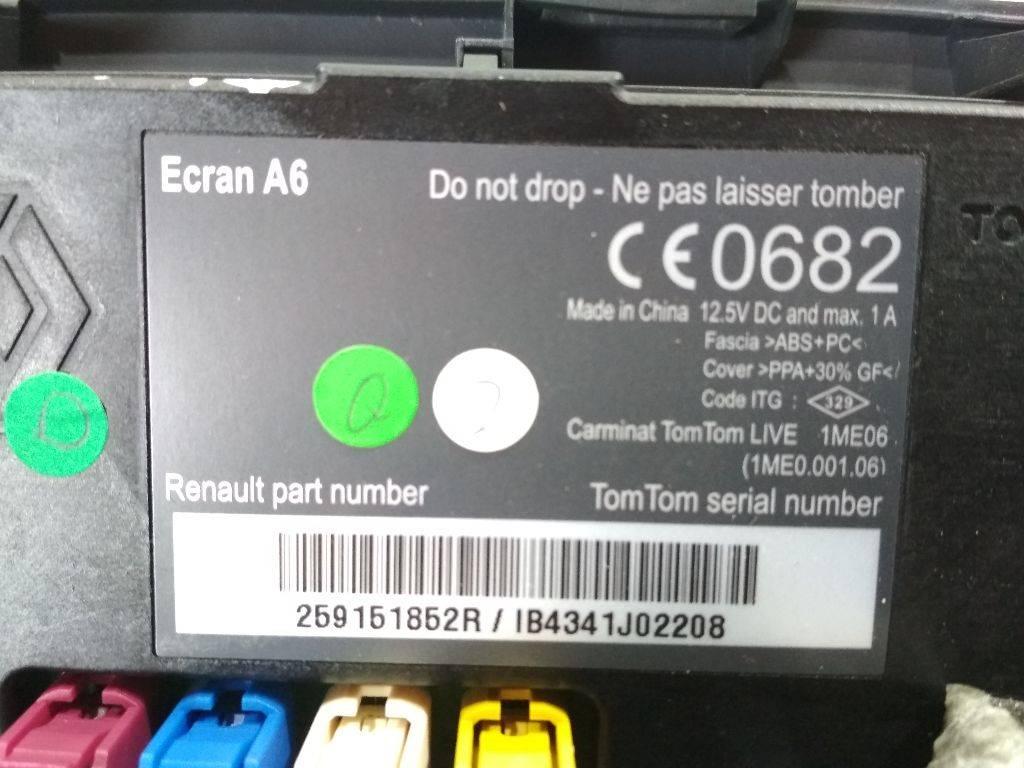 Ecran A6
Do not drop - Ne pas laisser tomber
CE0682
Made in China 12.5V DC and max. 1 A
Fascia >ABS+PC<
Cover >PPA+30% GF<
Code ITG : 329
Carminat TomTom LIVE 1ME06
(1ME0.001.06)
Renault part number
TomTom serial number
259151852R / IB4341J02208